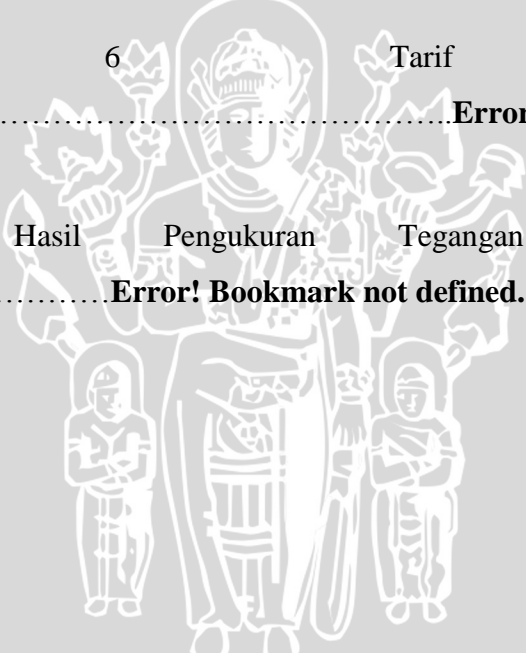 6 Tarif
……………………………………..Error
Hasil Pengukuran Tegangan
…………Error! Bookmark not defined.